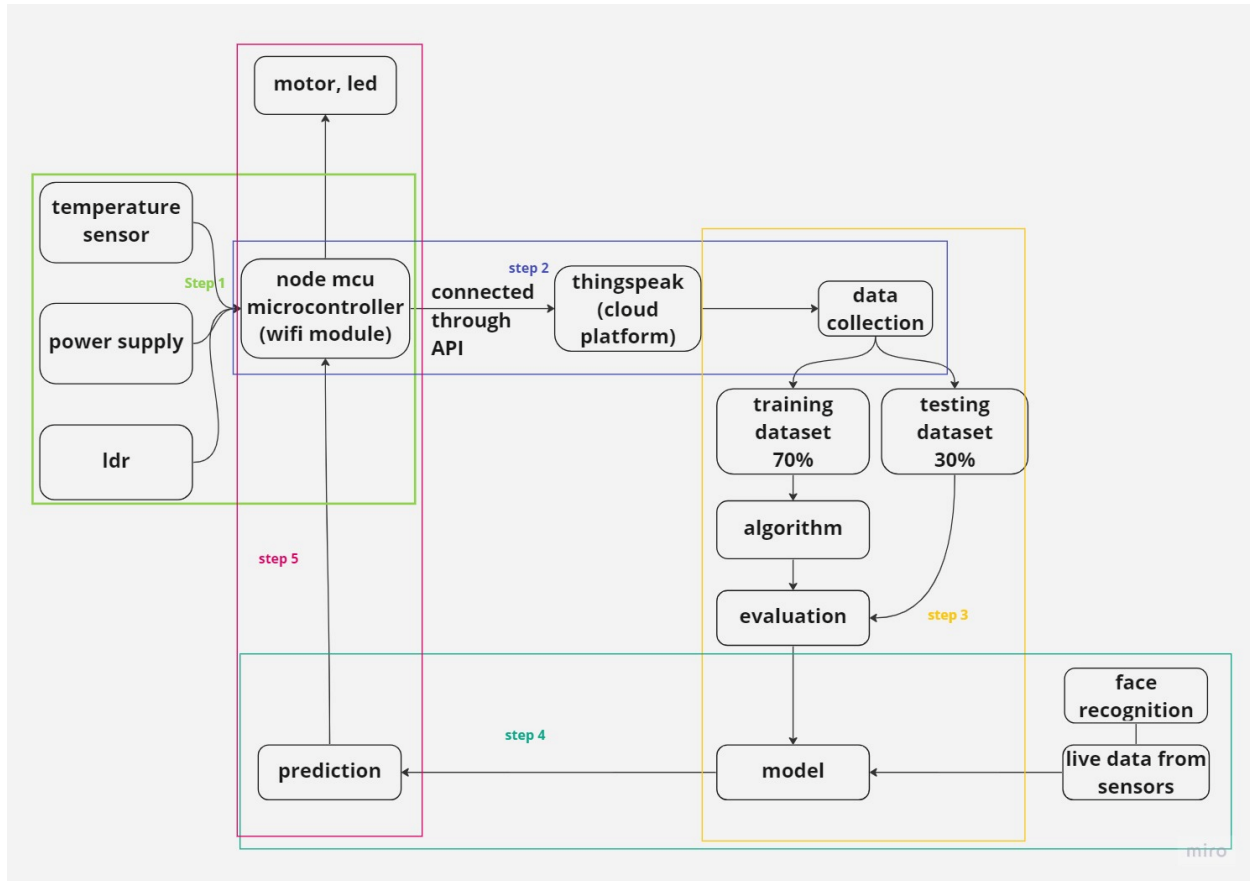 motor, led
temperature
sensor
Step 1
power supply
ldr
node mcu
microcontroller
(wifi module)
step 2
connected
through
API
thingspeak
(cloud
platform)
data
collection
training
dataset
70%
testing
dataset
30%
algorithm
evaluation
step 3
step 5
step 4
face
recognition
live data from
sensors
model
prediction
miro